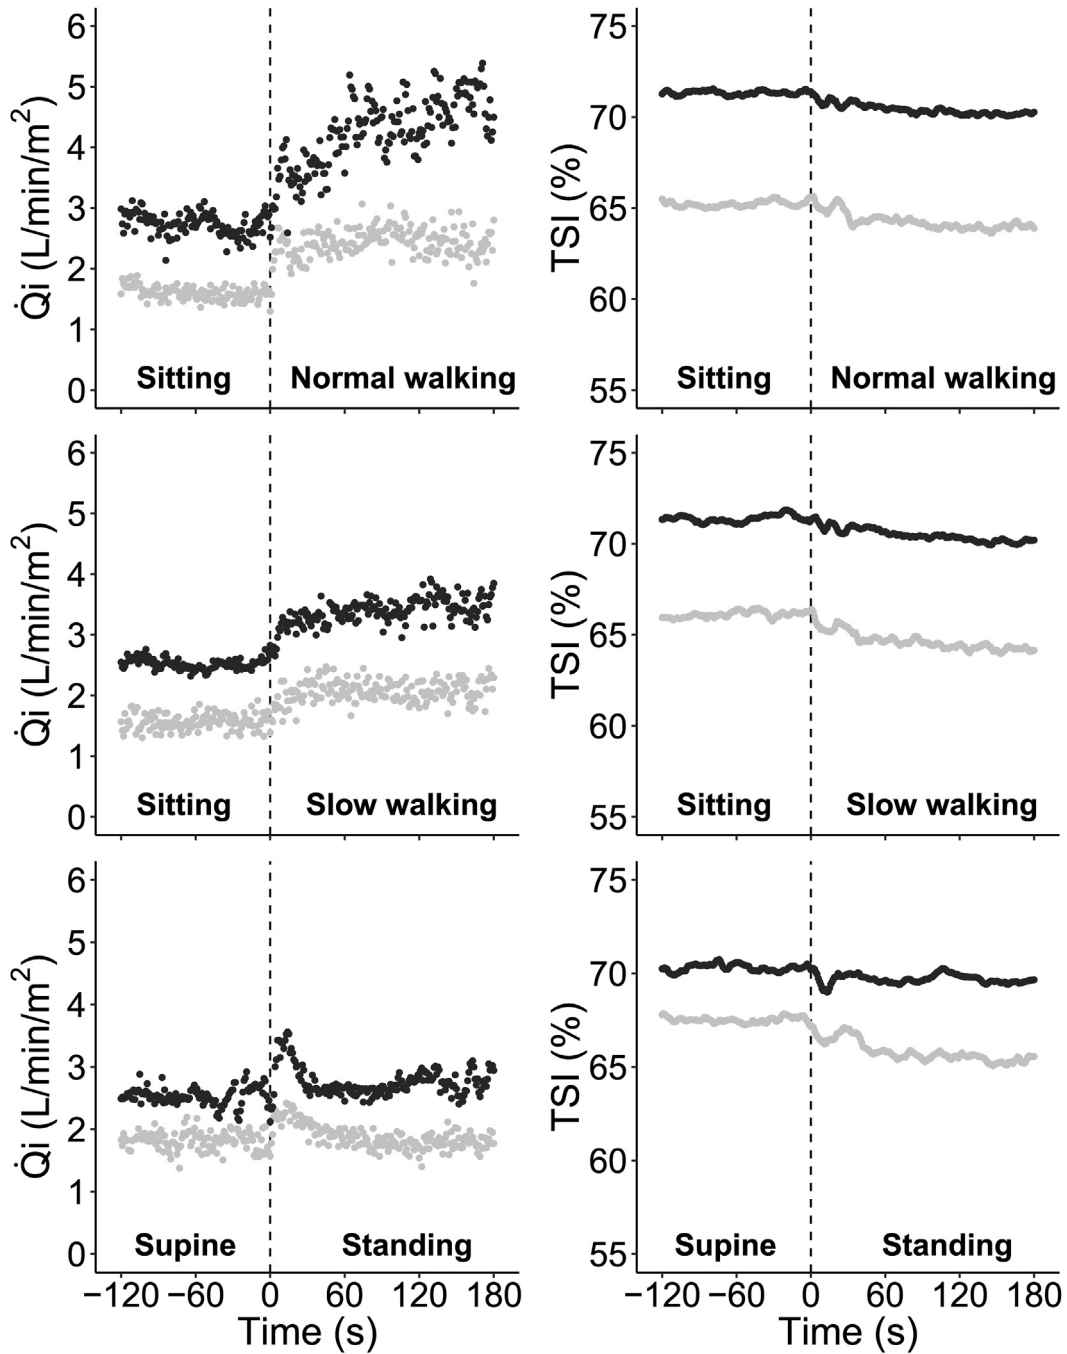 6
5
4
3
2
1
0
Q̇i (L/min/m²)
Sitting Normal walking
75
70
65
60
55
TSI (%)
Sitting Normal walking
6
5
4
3
2
1
0
Q̇i (L/min/m²)
Sitting Slow walking
75
70
65
60
55
TSI (%)
Sitting Slow walking
6
5
4
3
2
1
0
Q̇i (L/min/m²)
Supine Standing
−120 −60 0 60 120 180
Time (s)
75
70
65
60
55
TSI (%)
Supine Standing
−120 −60 0 60 120 180
Time (s)